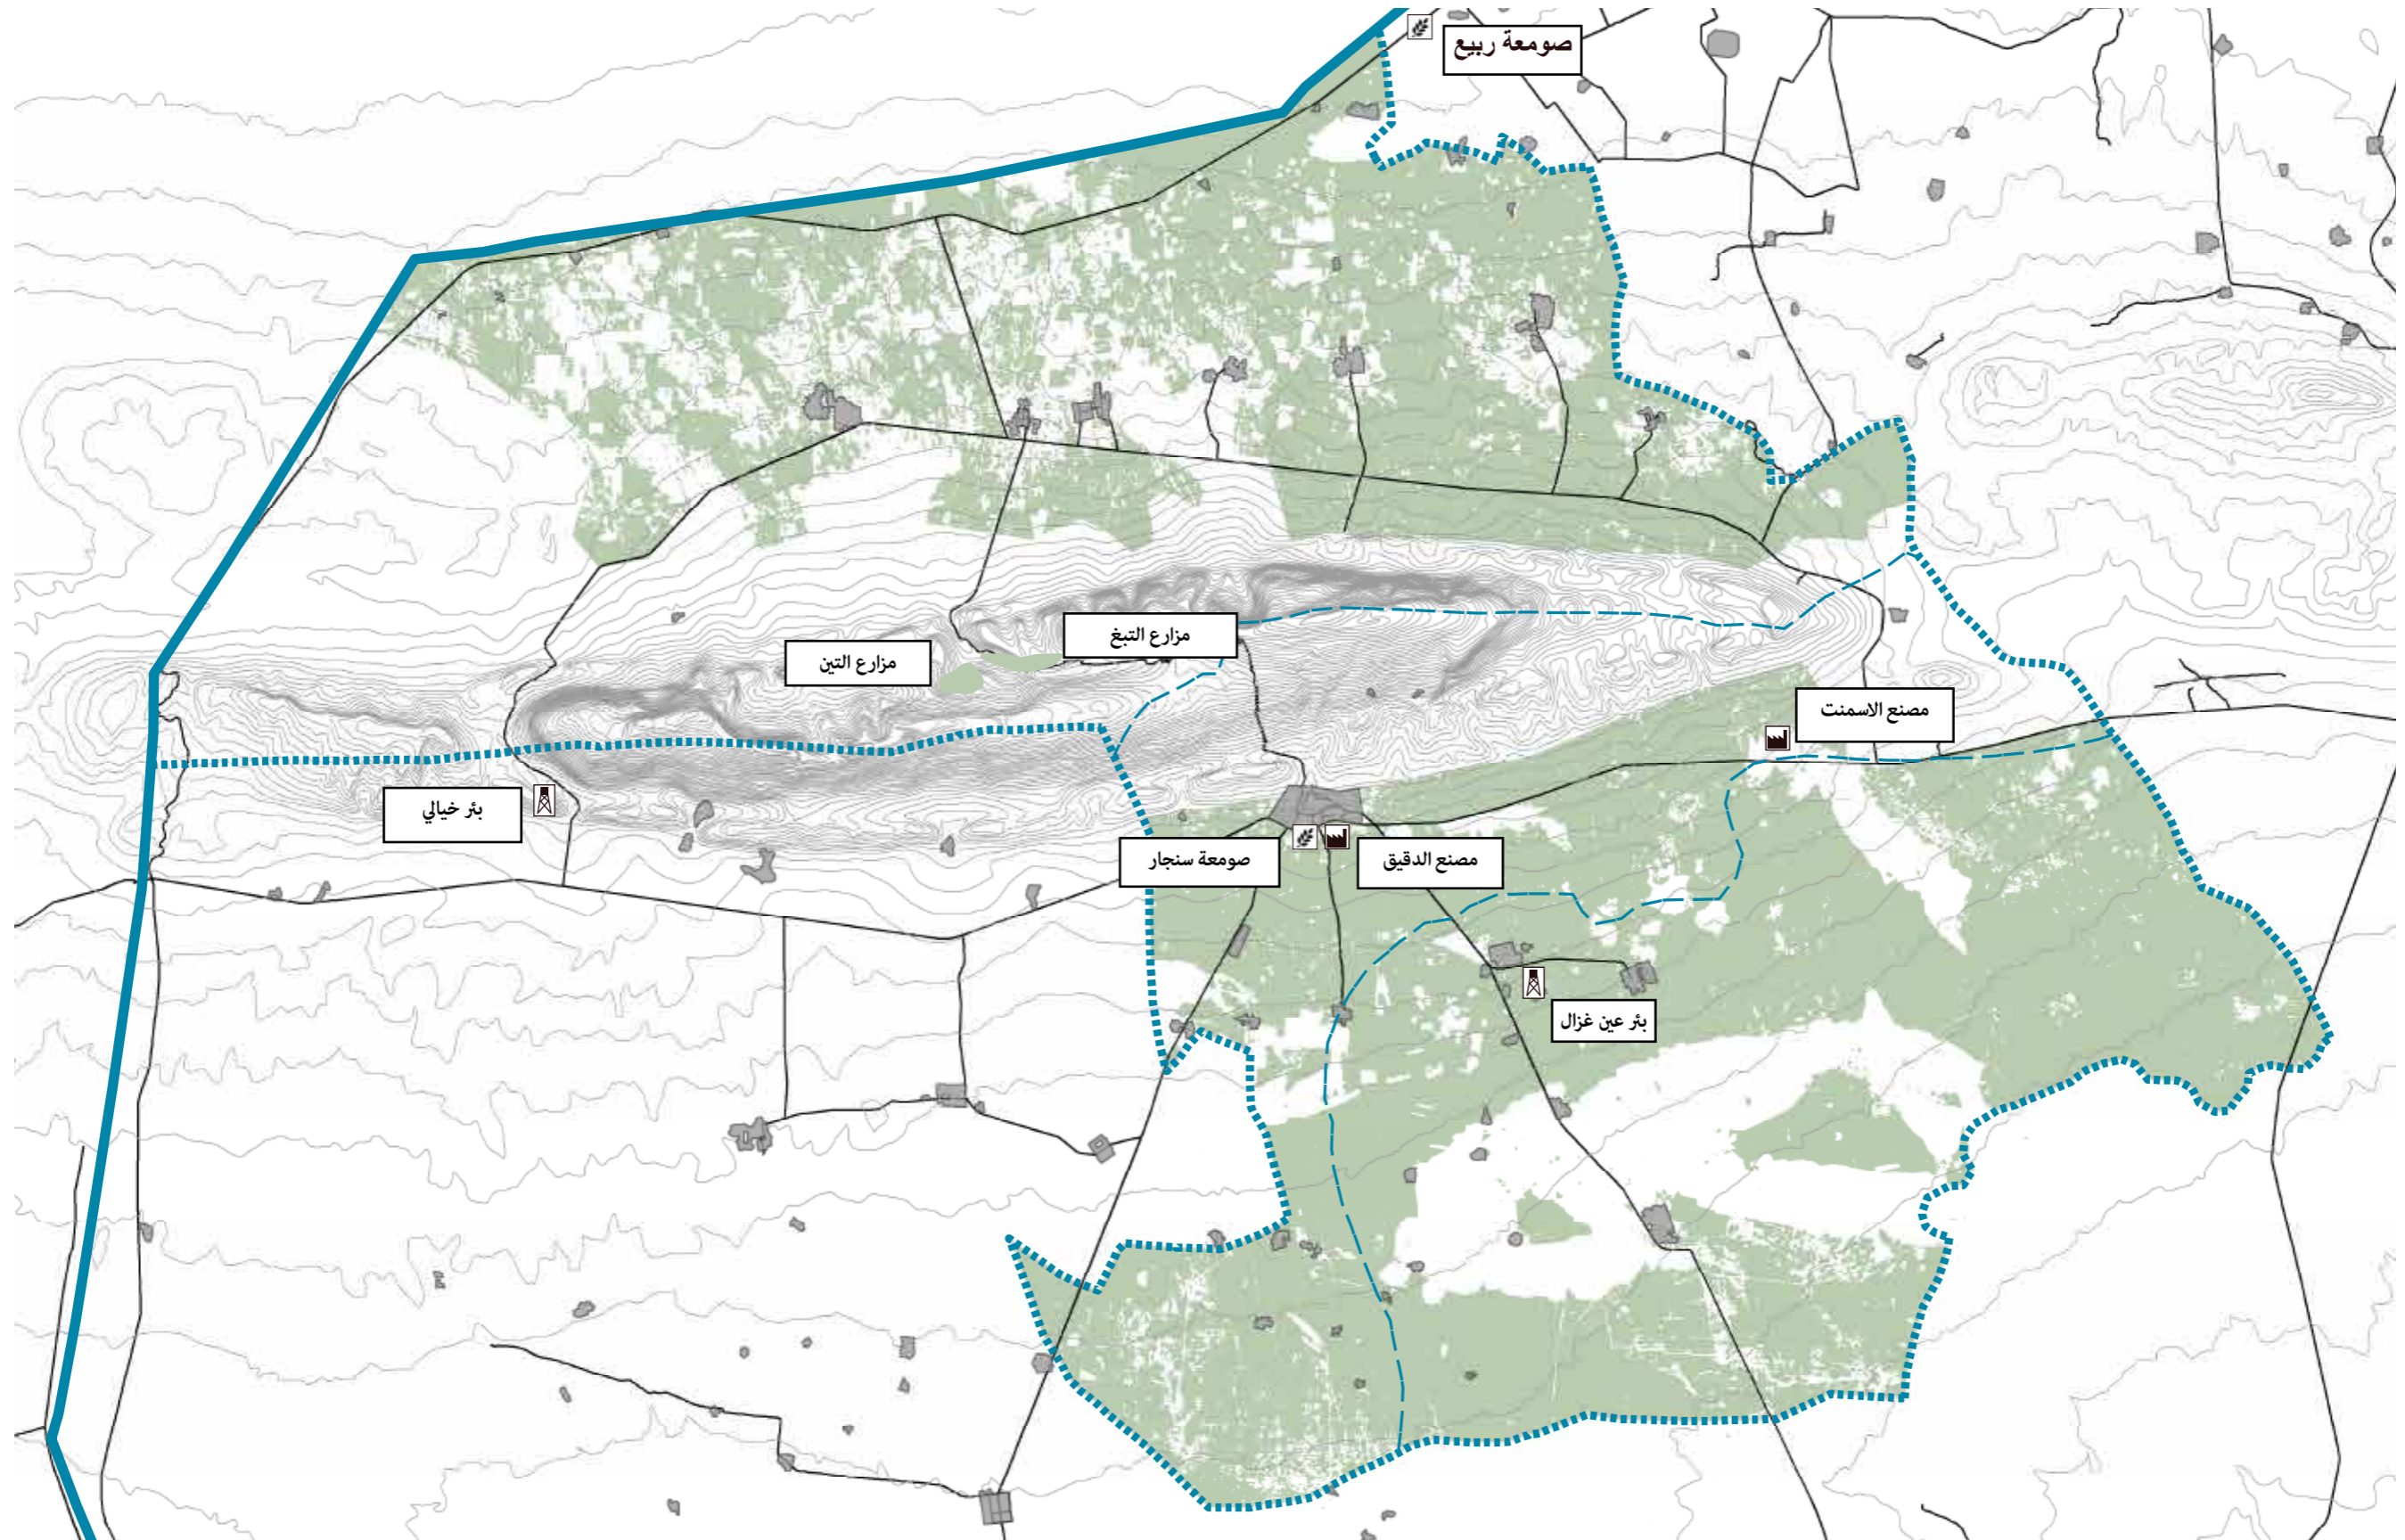 صومعة ربيع
مزارع التبغ
مزارع التين
مصنع الاسمنت
بئر خيالي
صومعة سنجار
مصنع الدقيق
بئر عين غزال